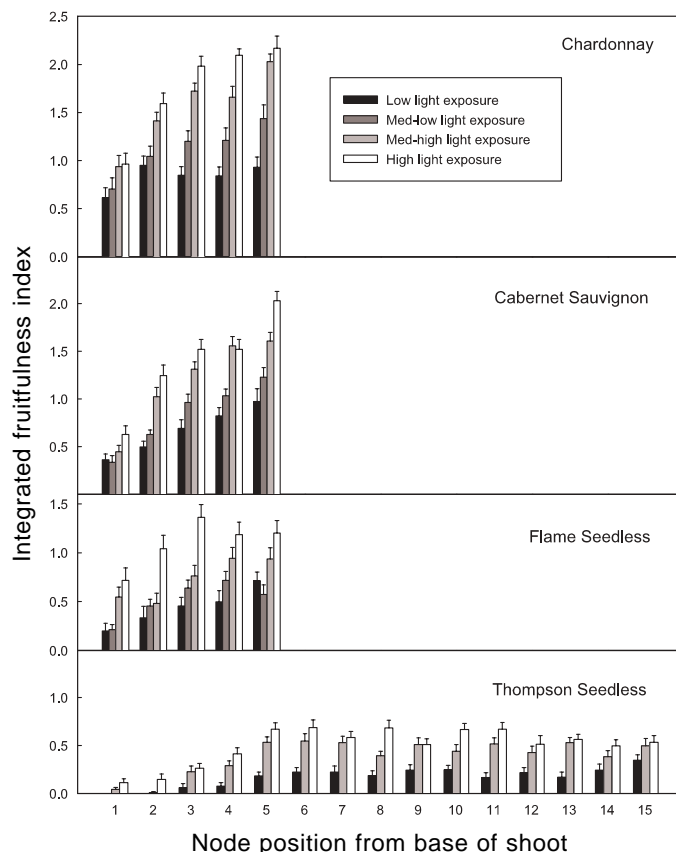 2.5
Chardonnay
2.0
Low light exposure
Med-low light exposure
1.5
Med-high light exposure
High light exposure
1.0
0.5
0.0
Cabernet Sauvignon
2.0
1.5
1.0
0.5
Integrated fruitfulness index
1.5
Flame Seedless
1.0
0.5
0.0
Thompson Seedless
1.0
0.5
0.0
1 2 3 4 5 6 7 8 9 10 11 12 13 14 15
Node position from base of shoot